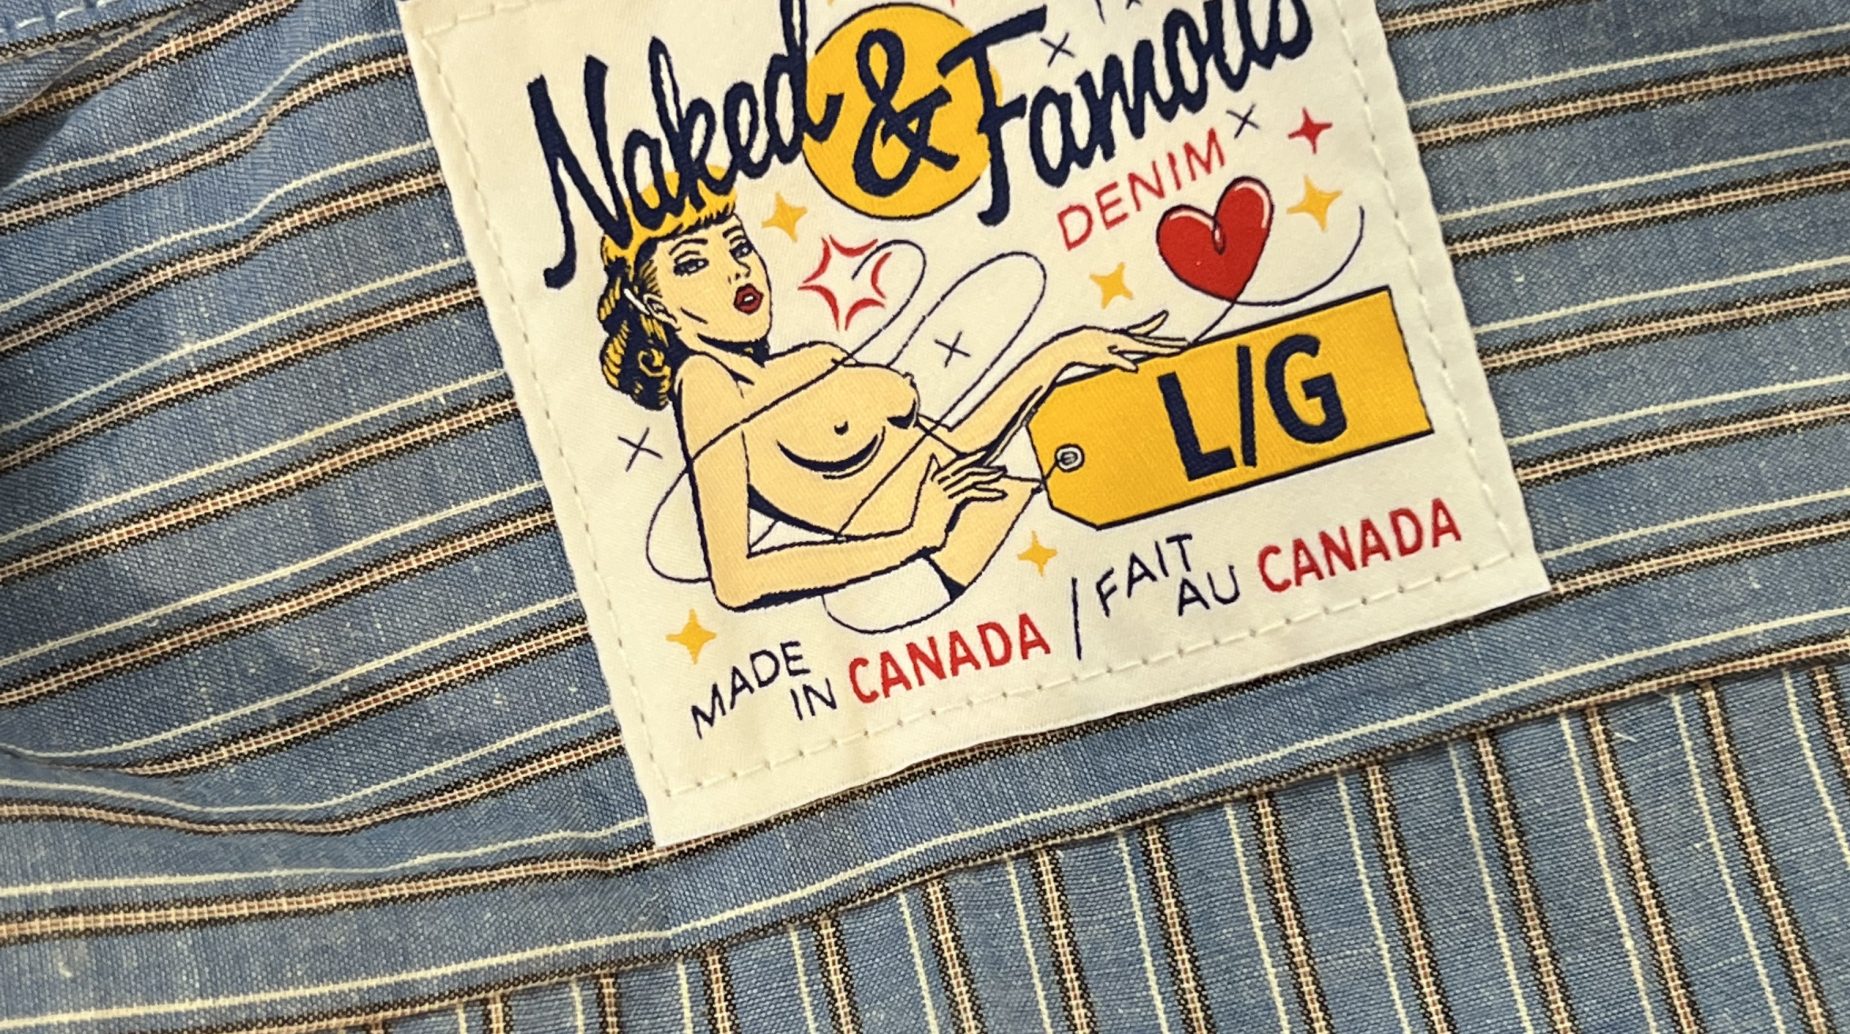 Naked & Famous
DENIM
L/G
MADE IN CANADA / FAIT AU CANADA